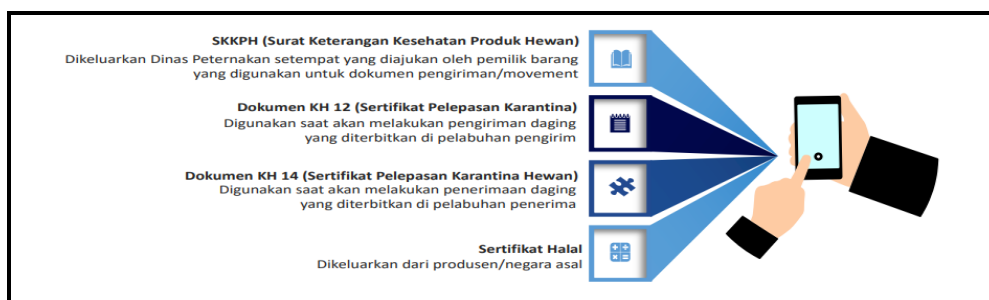 SKKPH (Surat Keterangan Kesehatan Produk Hewan)
Dikeluarkan Dinas Peternakan setempat yang diajukan oleh pemilik barang
yang digunakan untuk dokumen pengiriman/movement
Dokumen KH 12 (Sertifikat Pelepasan Karantina)
Digunakan saat akan melakukan pengiriman daging
yang diterbitkan di pelabuhan pengirim
Dokumen KH 14 (Sertifikat Pelepasan Karantina Hewan)
Digunakan saat akan melakukan penerimaan daging
yang diterbitkan di pelabuhan penerima
Sertifikat Halal
Dikeluarkan dari produsen/negara asal